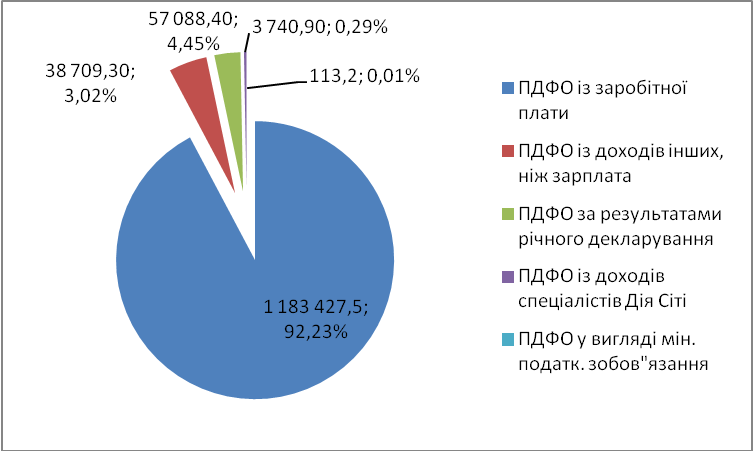 57 088,40;
4,45%
3 740,90; 0,29%
38 709,30;
3,02%
113,2; 0,01%
1 183 427,5;
92,23%
ПДФО із заробітної
плати
ПДФО із доходів інших,
ніж зарплата
ПДФО за результатами
річного декларування
ПДФО із доходів
спеціалістів Дія Сіті
ПДФО у вигляді мін.
податк. зобов"язання